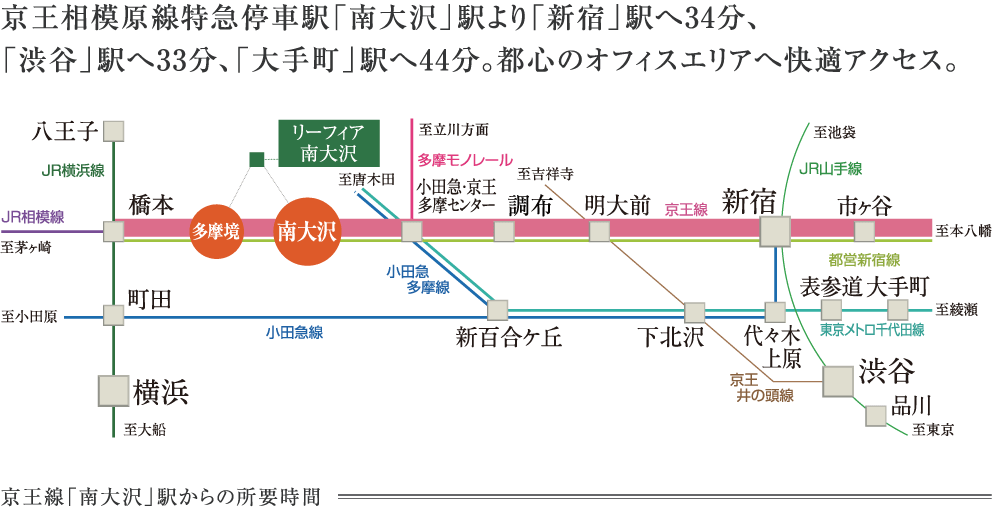 京王相模原線特急停車駅「南大沢」駅より「新宿」駅へ34分、
「渋谷」駅へ33分、「大手町」駅へ44分。都心のオフィスエリアへ快適アクセス。
八王子
リーフィア
南大沢
至立川方面
至池袋
JR横浜線
多摩モノレール
JR山手線
至唐木田
小田急・京王
多摩センター
至吉祥寺
橋本
調布
明大前
京王線
新宿
市ヶ谷
JR相模線
多摩境
南大沢
至本八幡
至茅ヶ崎
都営新宿線
小田急
多摩線
町田
表参道
大手町
至小田原
至綾瀬
小田急線
新百合ケ丘
下北沢
代々木
上原
東京メトロ千代田線
横浜
京王
井の頭線
渋谷
品川
至大船
至東京
京王線「南大沢」駅からの所要時間